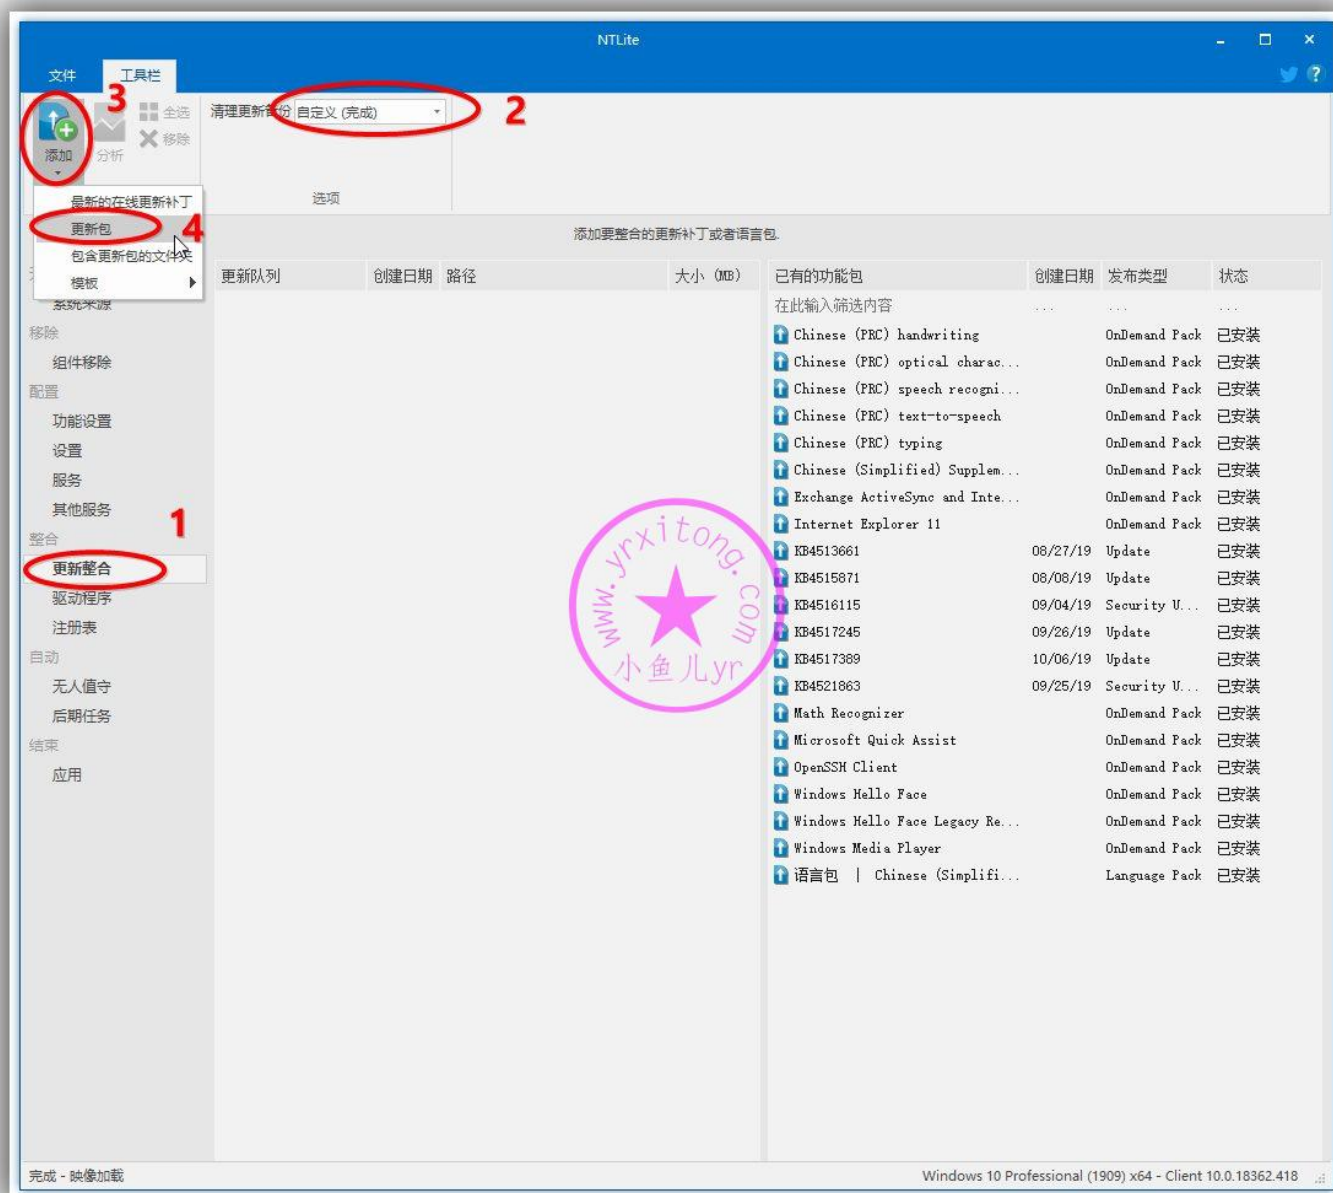 NTLite
文件 工具栏
3
添加
分析
全选
移除
清理更新备份 自定义 (完成)
2
选项
最新的在线更新补丁
更新包
4
包含更新包的文件夹
模板
添加要整合的更新补丁或者语言包.
系统来源
移除
组件移除
配置
功能设置
设置
服务
其他服务
整合
1
更新整合
驱动程序
注册表
自动
无人值守
后期任务
结束
应用
更新队列 创建日期 路径 大小 (MB)
已有的功能包 创建日期 发布类型 状态
在此输入筛选内容 ... ... ...
Chinese (PRC) handwriting OnDemand Pack 已安装
Chinese (PRC) optical charac... OnDemand Pack 已安装
Chinese (PRC) speech recogni... OnDemand Pack 已安装
Chinese (PRC) text-to-speech OnDemand Pack 已安装
Chinese (PRC) typing OnDemand Pack 已安装
Chinese (Simplified) Supplem... OnDemand Pack 已安装
Exchange ActiveSync and Inte... OnDemand Pack 已安装
Internet Explorer 11 OnDemand Pack 已安装
KB4513661 08/27/19 Update 已安装
KB4515871 08/08/19 Update 已安装
KB4516115 09/04/19 Security U... 已安装
KB4517245 09/26/19 Update 已安装
KB4517389 10/06/19 Update 已安装
KB4521863 09/25/19 Security U... 已安装
Math Recognizer OnDemand Pack 已安装
Microsoft Quick Assist OnDemand Pack 已安装
OpenSSH Client OnDemand Pack 已安装
Windows Hello Face OnDemand Pack 已安装
Windows Hello Face Legacy Re... OnDemand Pack 已安装
Windows Media Player OnDemand Pack 已安装
语言包 | Chinese (Simplifi... Language Pack 已安装
www.yrxitong.com
小鱼儿yr
完成 - 映像加载
Windows 10 Professional (1909) x64 - Client 10.0.18362.418